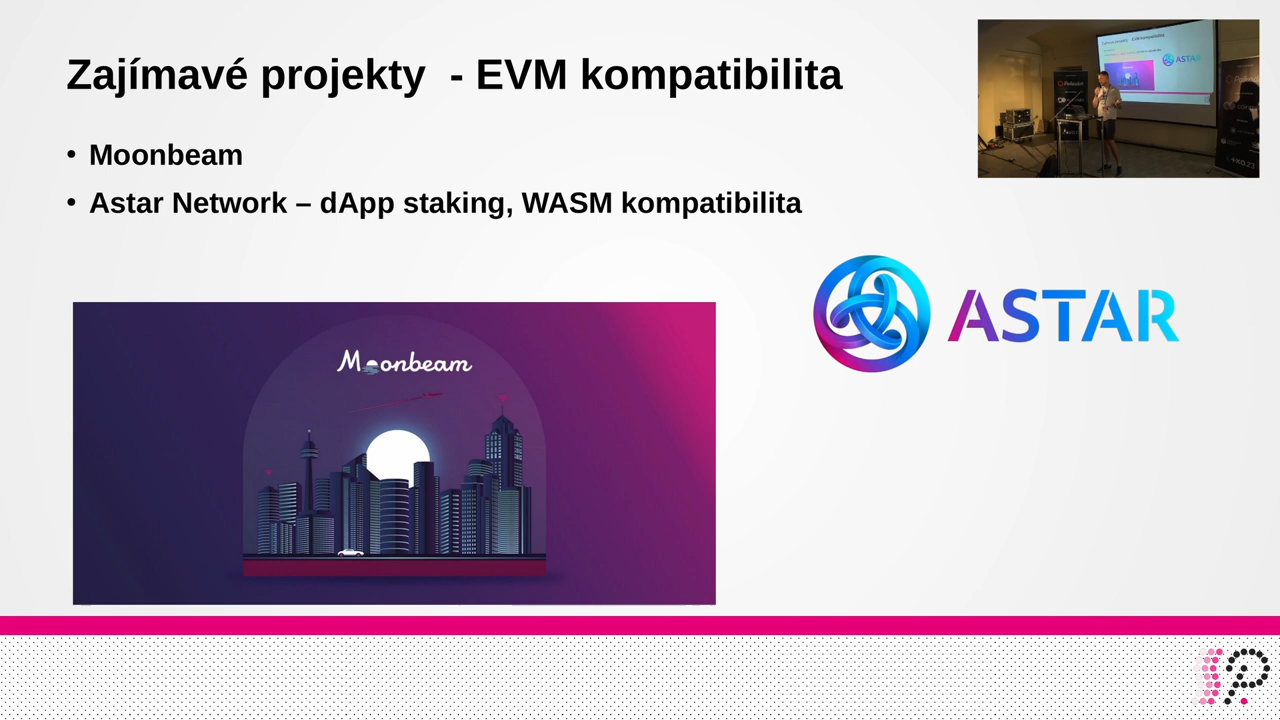 Zajímavé projekty - EVM kompatibilita
• Moonbeam
• Astar Network – dApp staking, WASM kompatibilita
ASTAR
Moonbeam